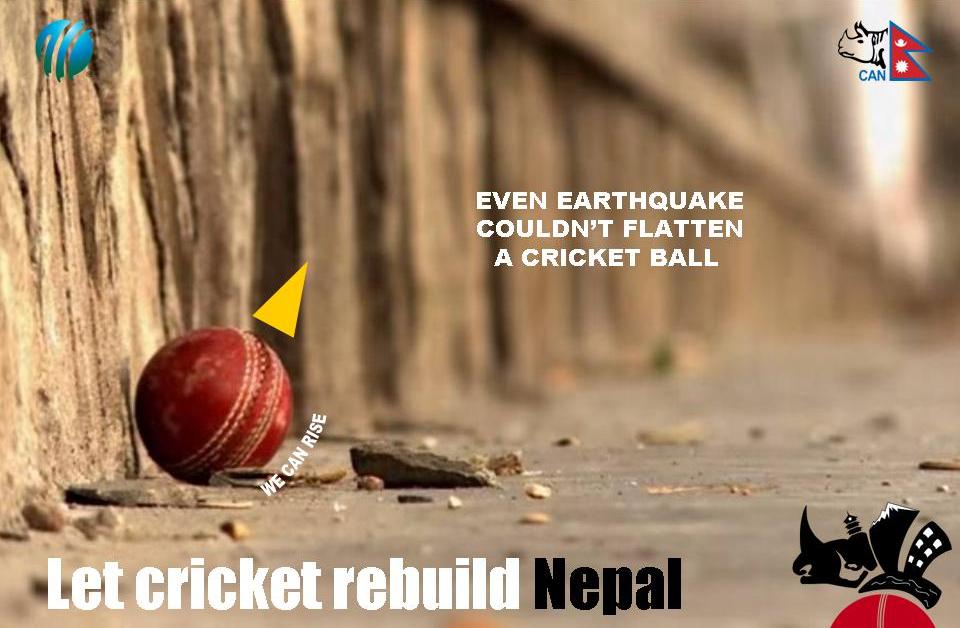 CAN
EVEN EARTHQUAKE
COULDN'T FLATTEN
A CRICKET BALL
WE CAN RISE
Let cricket rebuild Nepal